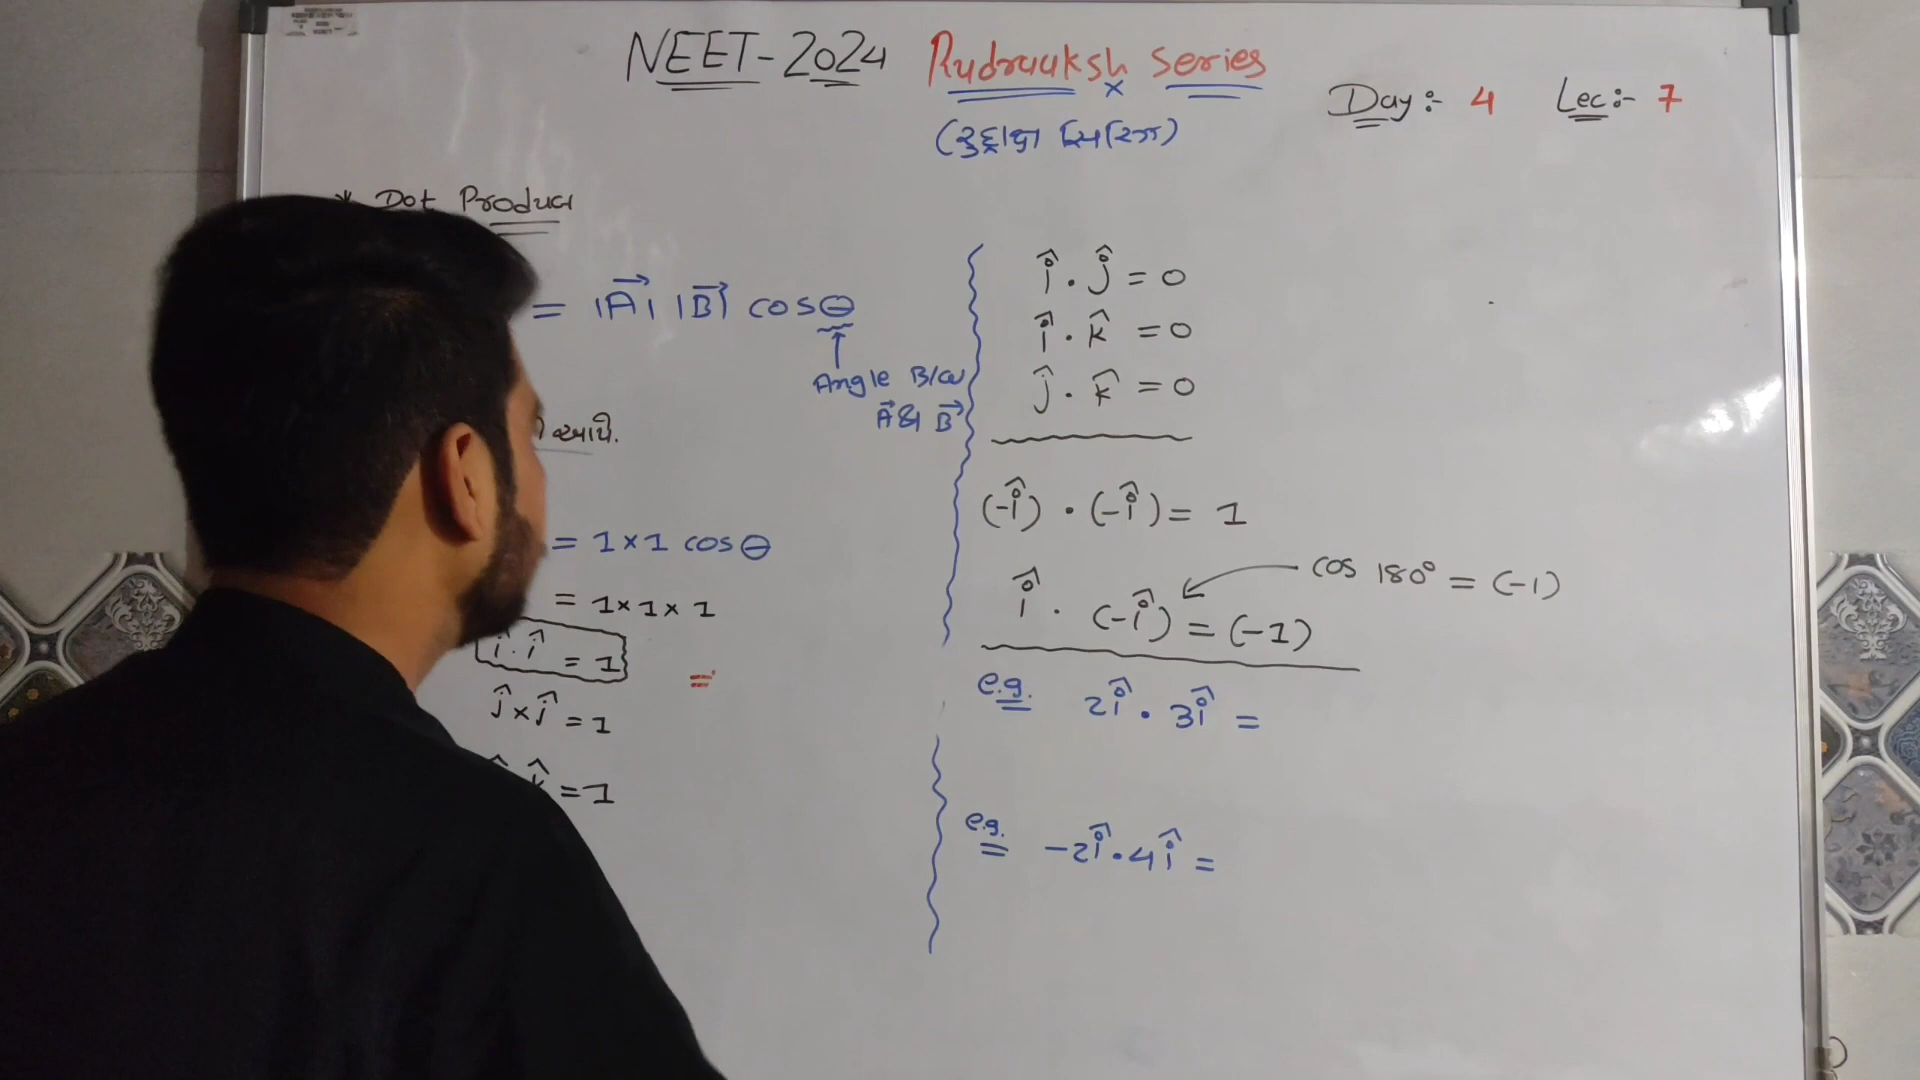 NEET-2024 Rudraaksh series
Day:- 4 Lec:- 7
* Dot Product
= |A⃗| |B⃗| cosθ
↑
Angle B/w
A⃗ & B⃗
= 1×1 cosθ
= 1×1×1
î·î = 1
=
ĵ×ĵ = 1
k̂ = 1
î·ĵ = 0
î·k̂ = 0
ĵ·k̂ = 0
(-î)·(-î) = 1
cos 180° = (-1)
î·(-î) = (-1)
e.g. 2î·3î =
e.g. -2î·4î =